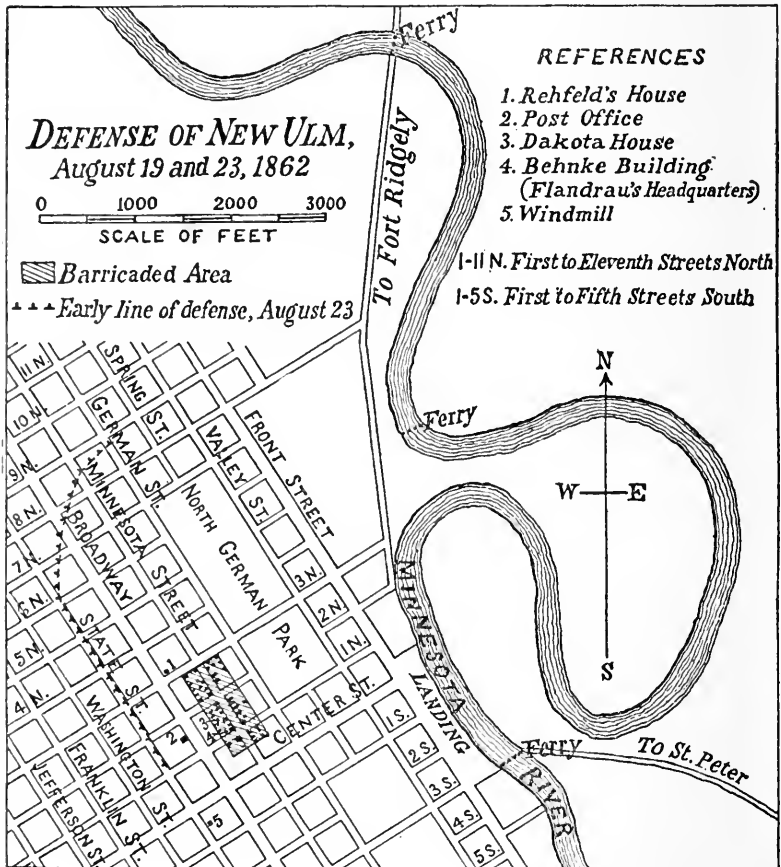 Ferry
REFERENCES
1. Rehfeld's House
2. Post Office
3. Dakota House
4. Behnke Building
(Flandrau's Headquarters)
5. Windmill
1-11 N. First to Eleventh Streets North
1-5 S. First to Fifth Streets South
DEFENSE OF NEW ULM,
August 19 and 23, 1862
0 1000 2000 3000
SCALE OF FEET
Barricaded Area
Early line of defense, August 23
To Fort Ridgely
N
W E
S
Ferry
11 N.
10 N.
9 N.
8 N.
7 N.
6 N.
5 N.
4 N.
3 N.
2 N.
1 N.
SPRING ST.
GERMAN ST.
MINNESOTA STREET
BROADWAY
STATE ST.
WASHINGTON ST.
FRANKLIN ST.
JEFFERSON ST.
VALLEY ST.
FRONT STREET
NORTH GERMAN
PARK
CENTER ST.
1
2
3
4
5
1 S.
2 S.
3 S.
4 S.
5 S.
LANDING
MINNESOTA
RIVER
Ferry
To St. Peter